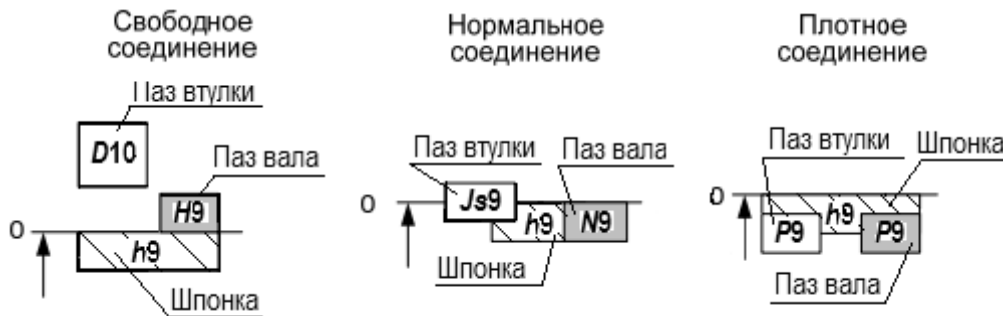 Свободное
соединение
Паз втулки
D10
Паз вала
H9
0
h9
Шпонка
Нормальное
соединение
Паз втулки
Паз вала
0
Js9
h9
N9
Шпонка
Плотное
соединение
Паз втулки
Шпонка
0
h9
P9
P9
Паз вала